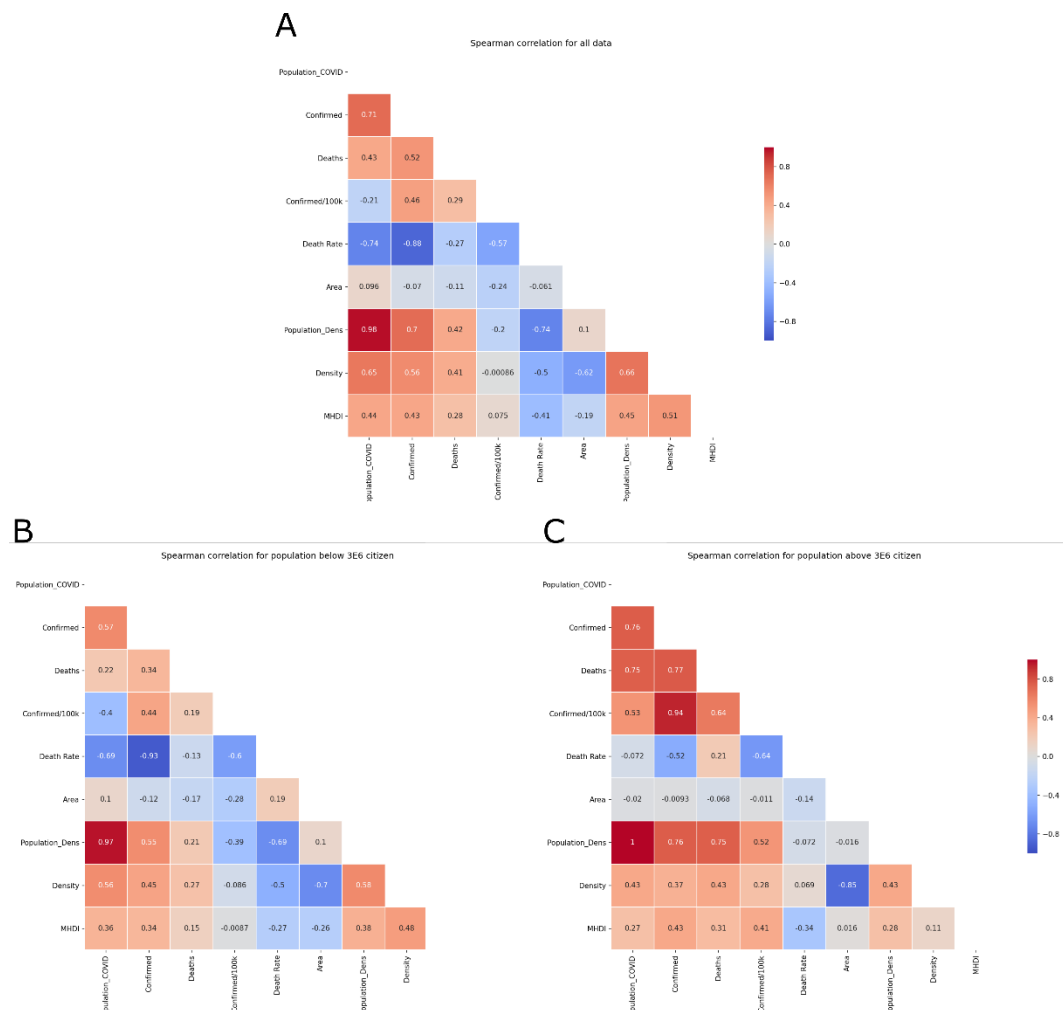 A
Spearman correlation for all data
Population_COVID
Confirmed 0.71
Deaths 0.43 0.52
Confirmed/100k -0.21 0.46 0.29
Death Rate -0.74 -0.88 -0.27 -0.57
Area 0.096 -0.07 -0.11 -0.24 -0.061
Population_Dens 0.98 0.7 0.42 -0.2 -0.74 0.1
Density 0.65 0.56 0.41 -0.00086 -0.5 -0.62 0.66
MHDI 0.44 0.43 0.28 0.075 -0.41 -0.19 0.45 0.51
opulation_COVID
Confirmed
Deaths
Confirmed/100k
Death Rate
Area
Population_Dens
Density
MHDI
0.8
0.4
0.0
−0.4
−0.8
B
Spearman correlation for population below 3E6 citizen
Population_COVID
Confirmed 0.57
Deaths 0.22 0.34
Confirmed/100k -0.4 0.44 0.19
Death Rate -0.69 -0.93 -0.13 -0.6
Area 0.1 -0.12 -0.17 -0.28 0.19
Population_Dens 0.97 0.55 0.21 -0.39 -0.69 0.1
Density 0.56 0.45 0.27 -0.086 -0.5 -0.7 0.58
MHDI 0.36 0.34 0.15 -0.0087 -0.27 -0.26 0.38 0.48
opulation_COVID
Confirmed
Deaths
Confirmed/100k
Death Rate
Area
Population_Dens
Density
C
Spearman correlation for population above 3E6 citizen
Population_COVID
Confirmed 0.76
Deaths 0.75 0.77
Confirmed/100k 0.53 0.94 0.64
Death Rate -0.072 -0.52 0.21 -0.64
Area -0.02 -0.0093 -0.068 -0.011 -0.14
Population_Dens 1 0.76 0.75 0.52 -0.072 -0.016
Density 0.43 0.37 0.43 0.28 0.069 -0.85 0.43
MHDI 0.27 0.43 0.31 0.41 -0.34 0.016 0.28 0.11
opulation_COVID
Confirmed
Deaths
Confirmed/100k
Death Rate
Area
Population_Dens
Density
MHDI
0.8
0.4
0.0
−0.4
−0.8